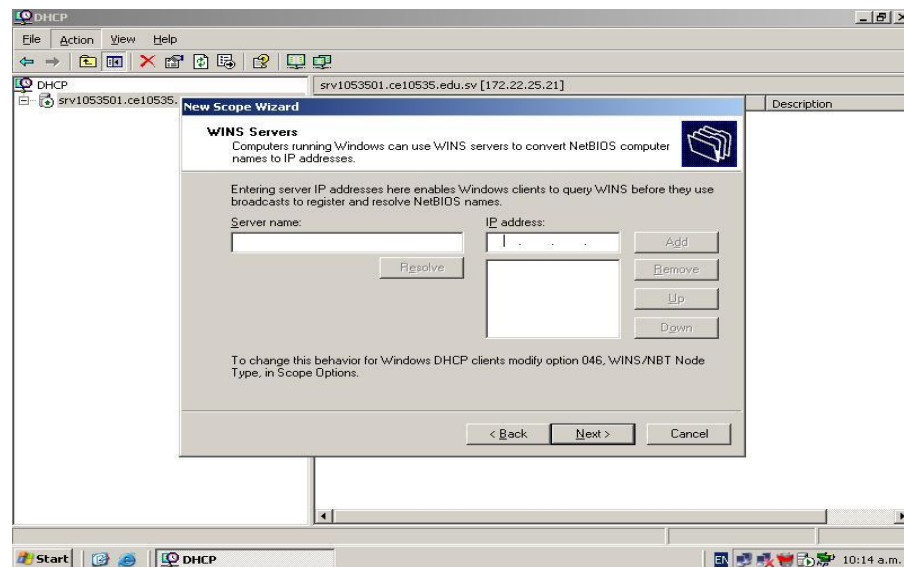 DHCP
File Action View Help
DHCP
srv1053501.ce10535.
srv1053501.ce10535.edu.sv [172.22.25.21]
Description
New Scope Wizard
WINS Servers
Computers running Windows can use WINS servers to convert NetBIOS computer
names to IP addresses.
Entering server IP addresses here enables Windows clients to query WINS before they use
broadcasts to register and resolve NetBIOS names.
Server name:
IP address:
. . .
Add
Resolve
Remove
Up
Down
To change this behavior for Windows DHCP clients modify option 046, WINS/NBT Node
Type, in Scope Options.
< Back Next > Cancel
Start DHCP EN 10:14 a.m.